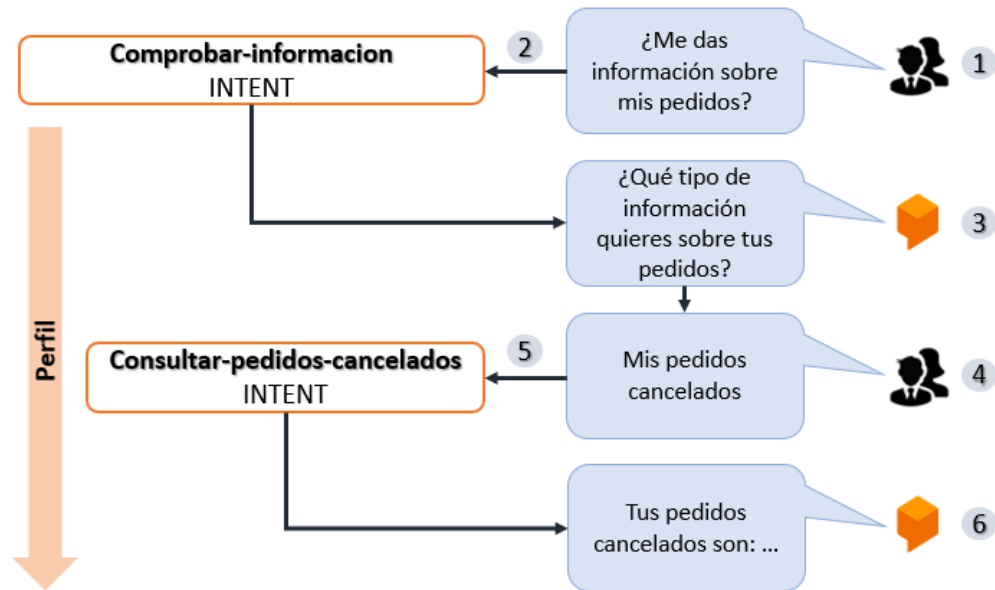 Comprobar-informacion
INTENT
2
¿Me das
información sobre
mis pedidos?
1
¿Qué tipo de
información
quieres sobre tus
pedidos?
3
Perfil
Consultar-pedidos-cancelados
INTENT
5
Mis pedidos
cancelados
4
Tus pedidos
cancelados son: ...
6